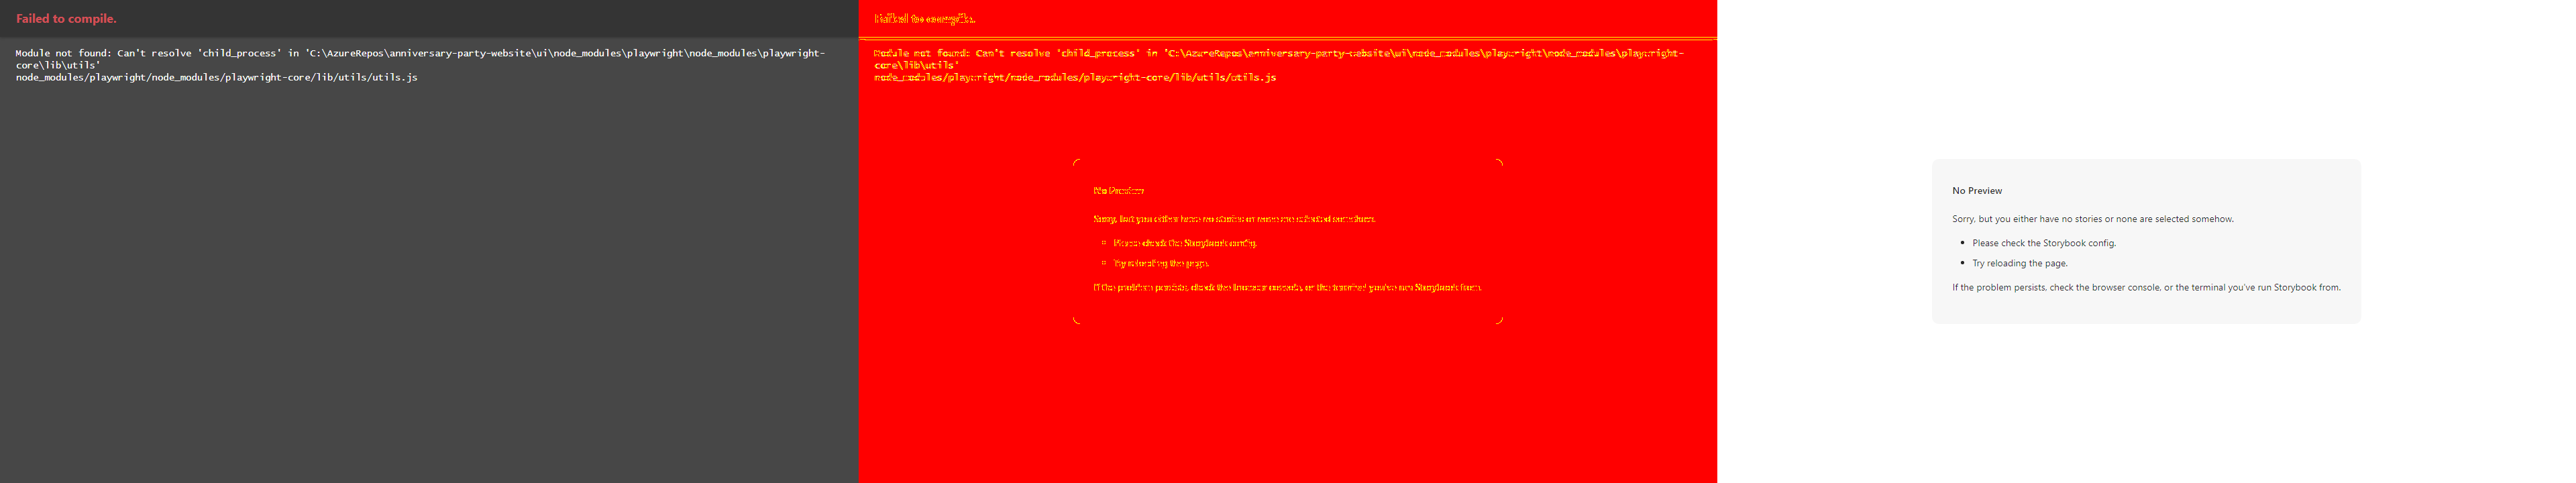 Failed to compile.
Module not found: Can't resolve 'child_process' in 'C:\AzureRepos\anniversary-party-website\ui\node_modules\playwright\node_modules\playwright-
core\lib\utils'
node_modules/playwright/node_modules/playwright-core/lib/utils/utils.js
Failed to compile.
Module not found: Can't resolve 'child_process' in 'C:\AzureRepos\anniversary-party-website\ui\node_modules\playwright\node_modules\playwright-
core\lib\utils'
node_modules/playwright/node_modules/playwright-core/lib/utils/utils.js
No Preview
Sorry, but you either have no stories or none are selected somehow.
Please check the Storybook config.
Try reloading the page.
If the problem persists, check the browser console, or the terminal you've run Storybook from.
No Preview
Sorry, but you either have no stories or none are selected somehow.
• Please check the Storybook config.
• Try reloading the page.
If the problem persists, check the browser console, or the terminal you've run Storybook from.